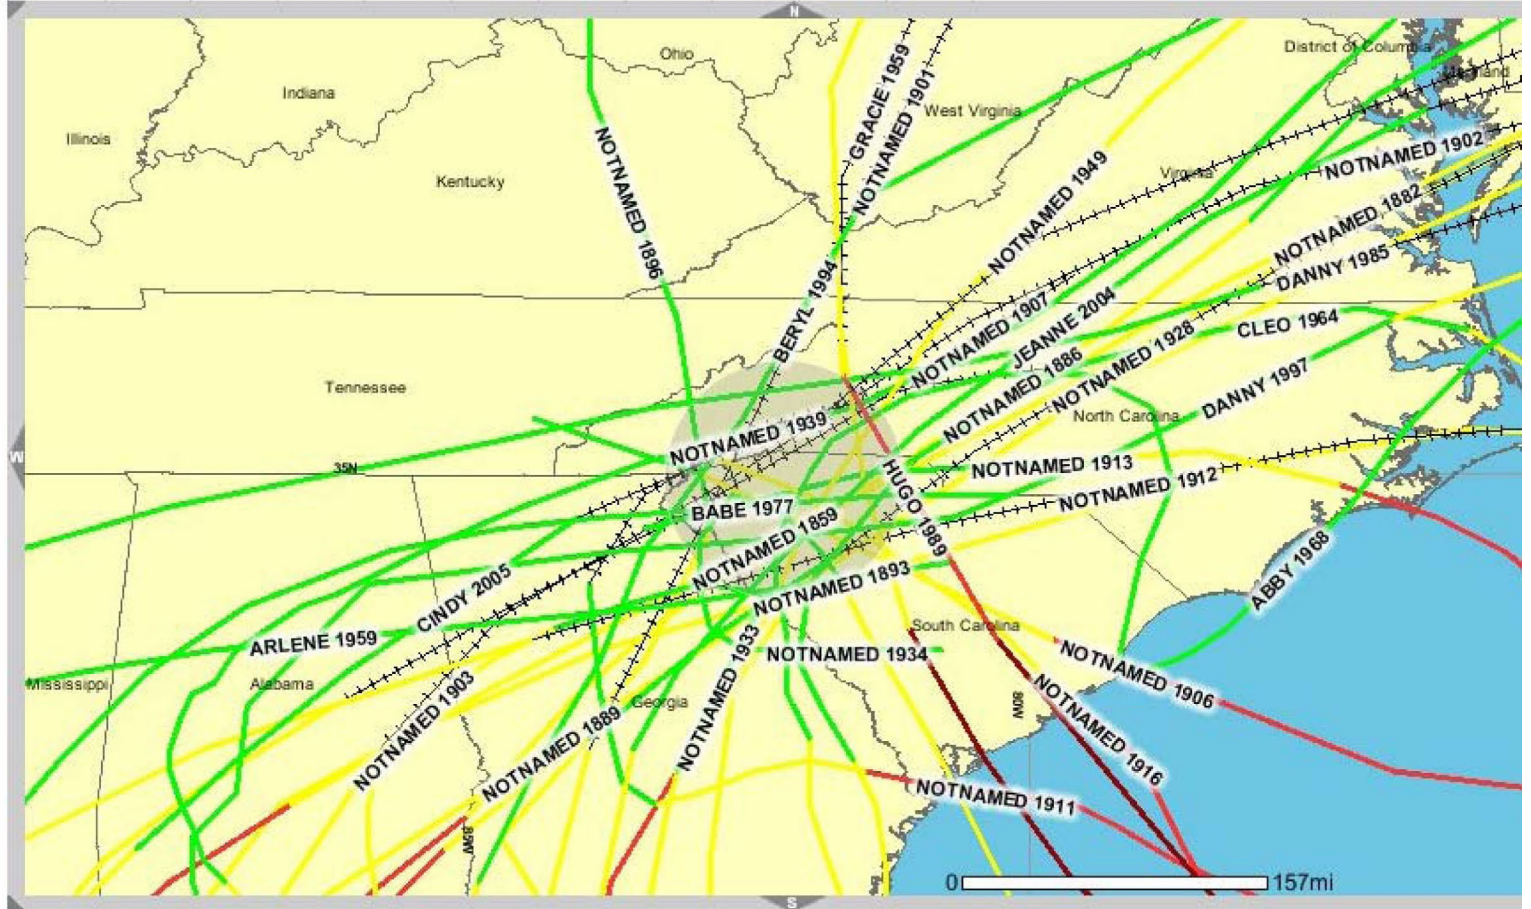 N
Ohio
GRACIE 1959
District of Columbia
Maryland
Indiana
NOTNAMED 1901
West Virginia
Illinois
NOTNAMED 1896
Kentucky
NOTNAMED 1949
Virginia
NOTNAMED 1902
NOTNAMED 1882
DANNY 1985
BERYL 1994
NOTNAMED 1907
JEANNE 2004
CLEO 1964
NOTNAMED 1886
NOTNAMED 1928
Tennessee
DANNY 1997
North Carolina
NOTNAMED 1939
W
35N
NOTNAMED 1913
NOTNAMED 1912
HUGO 1989
BABE 1977
NOTNAMED 1859
ABBY 1968
NOTNAMED 1893
CINDY 2005
ARLENE 1959
South Carolina
NOTNAMED 1933
NOTNAMED 1934
Mississippi
Alabama
NOTNAMED 1903
Georgia
NOTNAMED 1889
80W
NOTNAMED 1906
NOTNAMED 1916
NOTNAMED 1911
85W
0 157mi
S